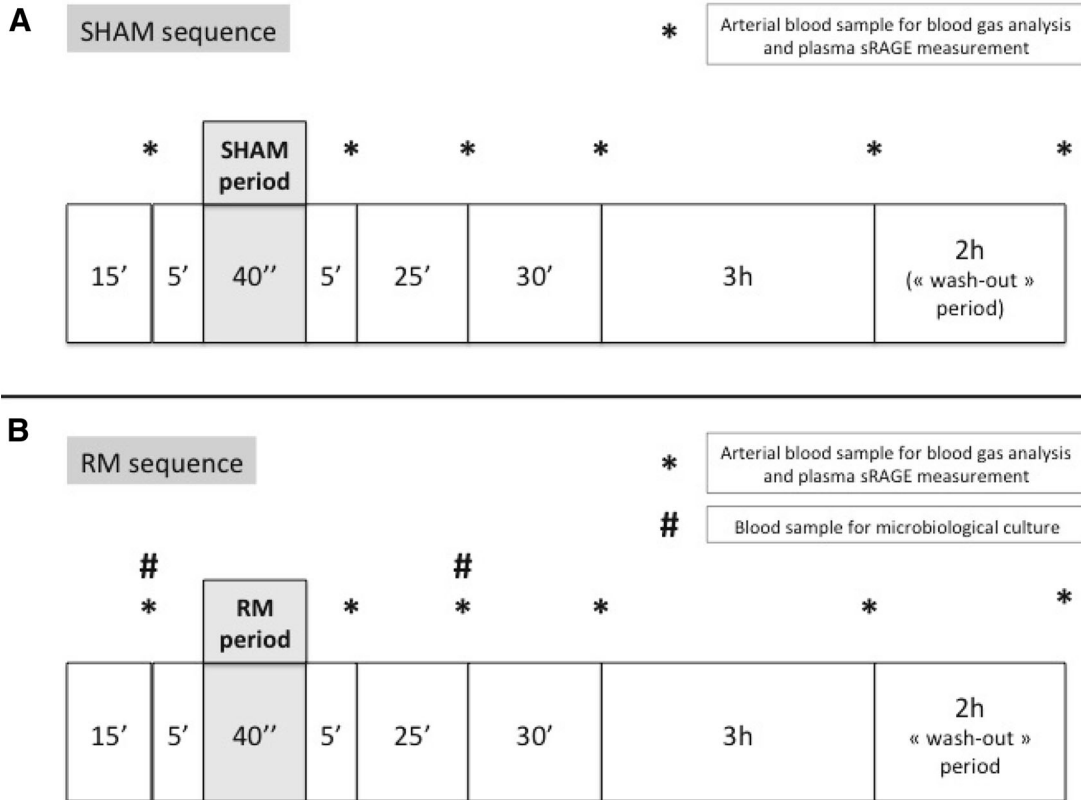 A
SHAM sequence
*
Arterial blood sample for blood gas analysis
and plasma sRAGE measurement
* * * * * *
SHAM
period
15’ 5’ 40’’ 5’ 25’ 30’ 3h
2h
(« wash-out »
period)
B
RM sequence
*
Arterial blood sample for blood gas analysis
and plasma sRAGE measurement
#
Blood sample for microbiological culture
# #
* * * * * *
RM
period
15’ 5’ 40’’ 5’ 25’ 30’ 3h
2h
« wash-out »
period